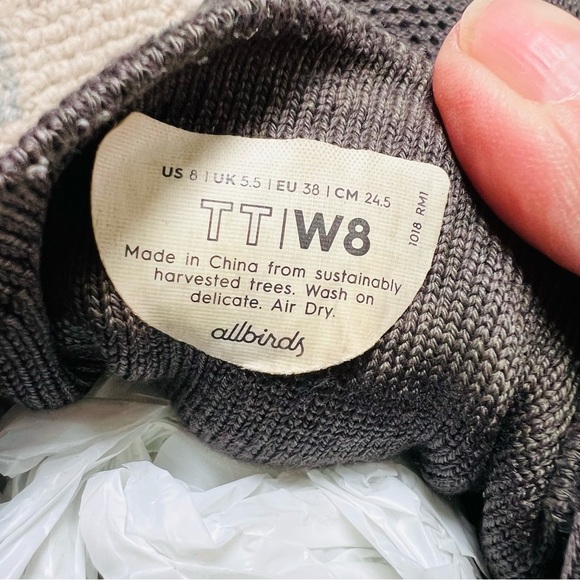 US 8 | UK 5.5 | EU 38 | CM 24.5
TT|W8
Made in China from sustainably
harvested trees. Wash on
delicate. Air Dry.
allbirds
1018 RM1